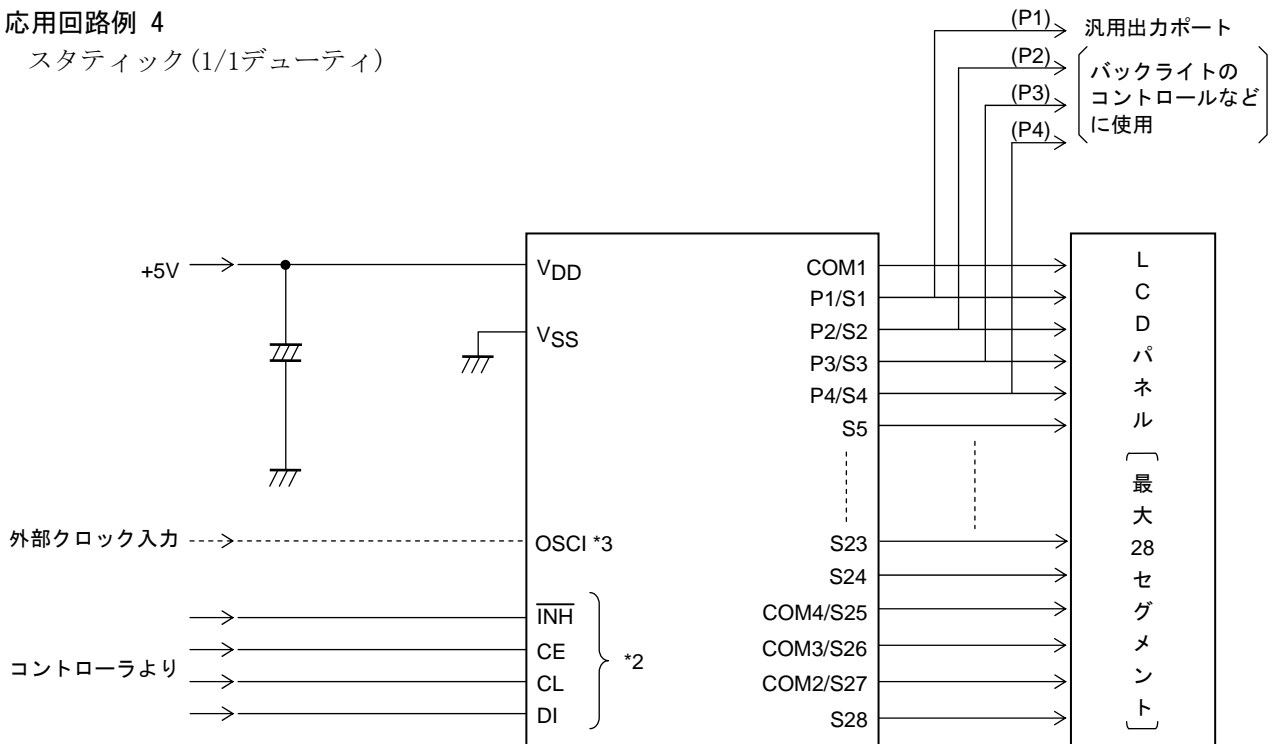 応用回路例 4
スタティック(1/1デューティ)
(P1)
汎用出力ポート
(P2)
バックライトの
コントロールなど
に使用
(P3)
(P4)
+5V
VDD
VSS
COM1
P1/S1
P2/S2
P3/S3
P4/S4
S5
外部クロック入力
OSCI *3
S23
S24
INH
CE
CL
DI
*2
コントローラより
COM4/S25
COM3/S26
COM2/S27
S28
LCDパネル[最大28セグメント]